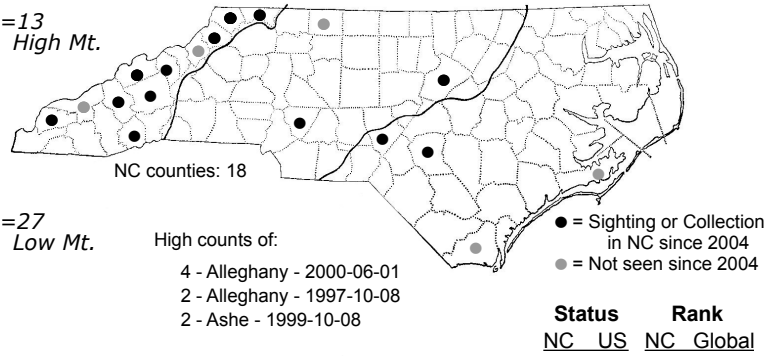 =13
High Mt.
NC counties: 18
=27
Low Mt.
High counts of:
4 - Alleghany - 2000-06-01
2 - Alleghany - 1997-10-08
2 - Ashe - 1999-10-08
= Sighting or Collection
in NC since 2004
= Not seen since 2004
Status Rank
NC US NC Global